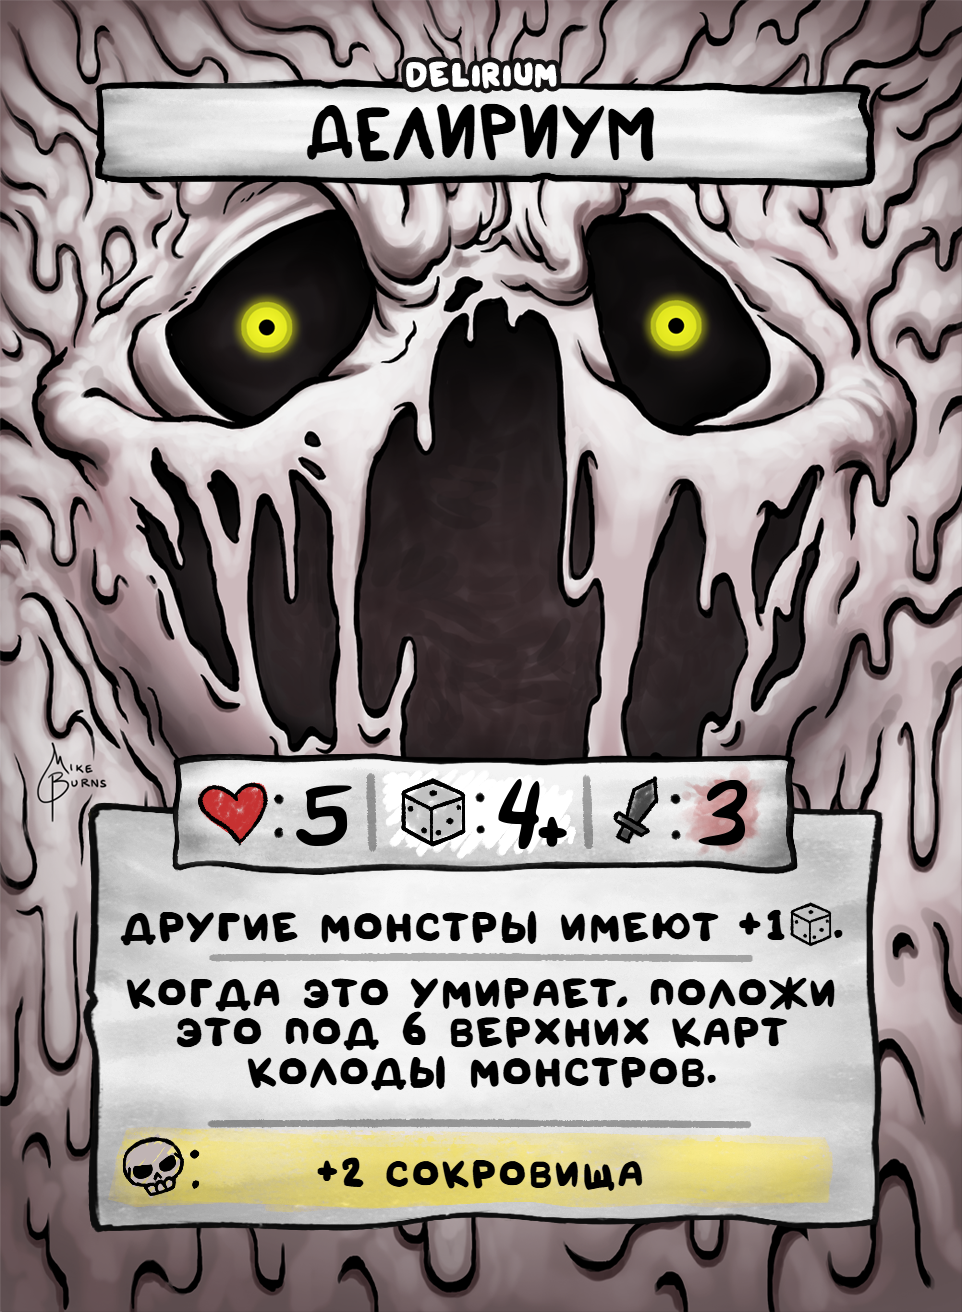 DELIRIUM
ДЕЛИРИУМ
MIKE
BURNS
: 5 : 4+ : 3
ДРУГИЕ МОНСТРЫ ИМЕЮТ +1 .
КОГДА ЭТО УМИРАЕТ, ПОЛОЖИ
ЭТО ПОД 6 ВЕРХНИХ КАРТ
КОЛОДЫ МОНСТРОВ.
: +2 СОКРОВИЩА